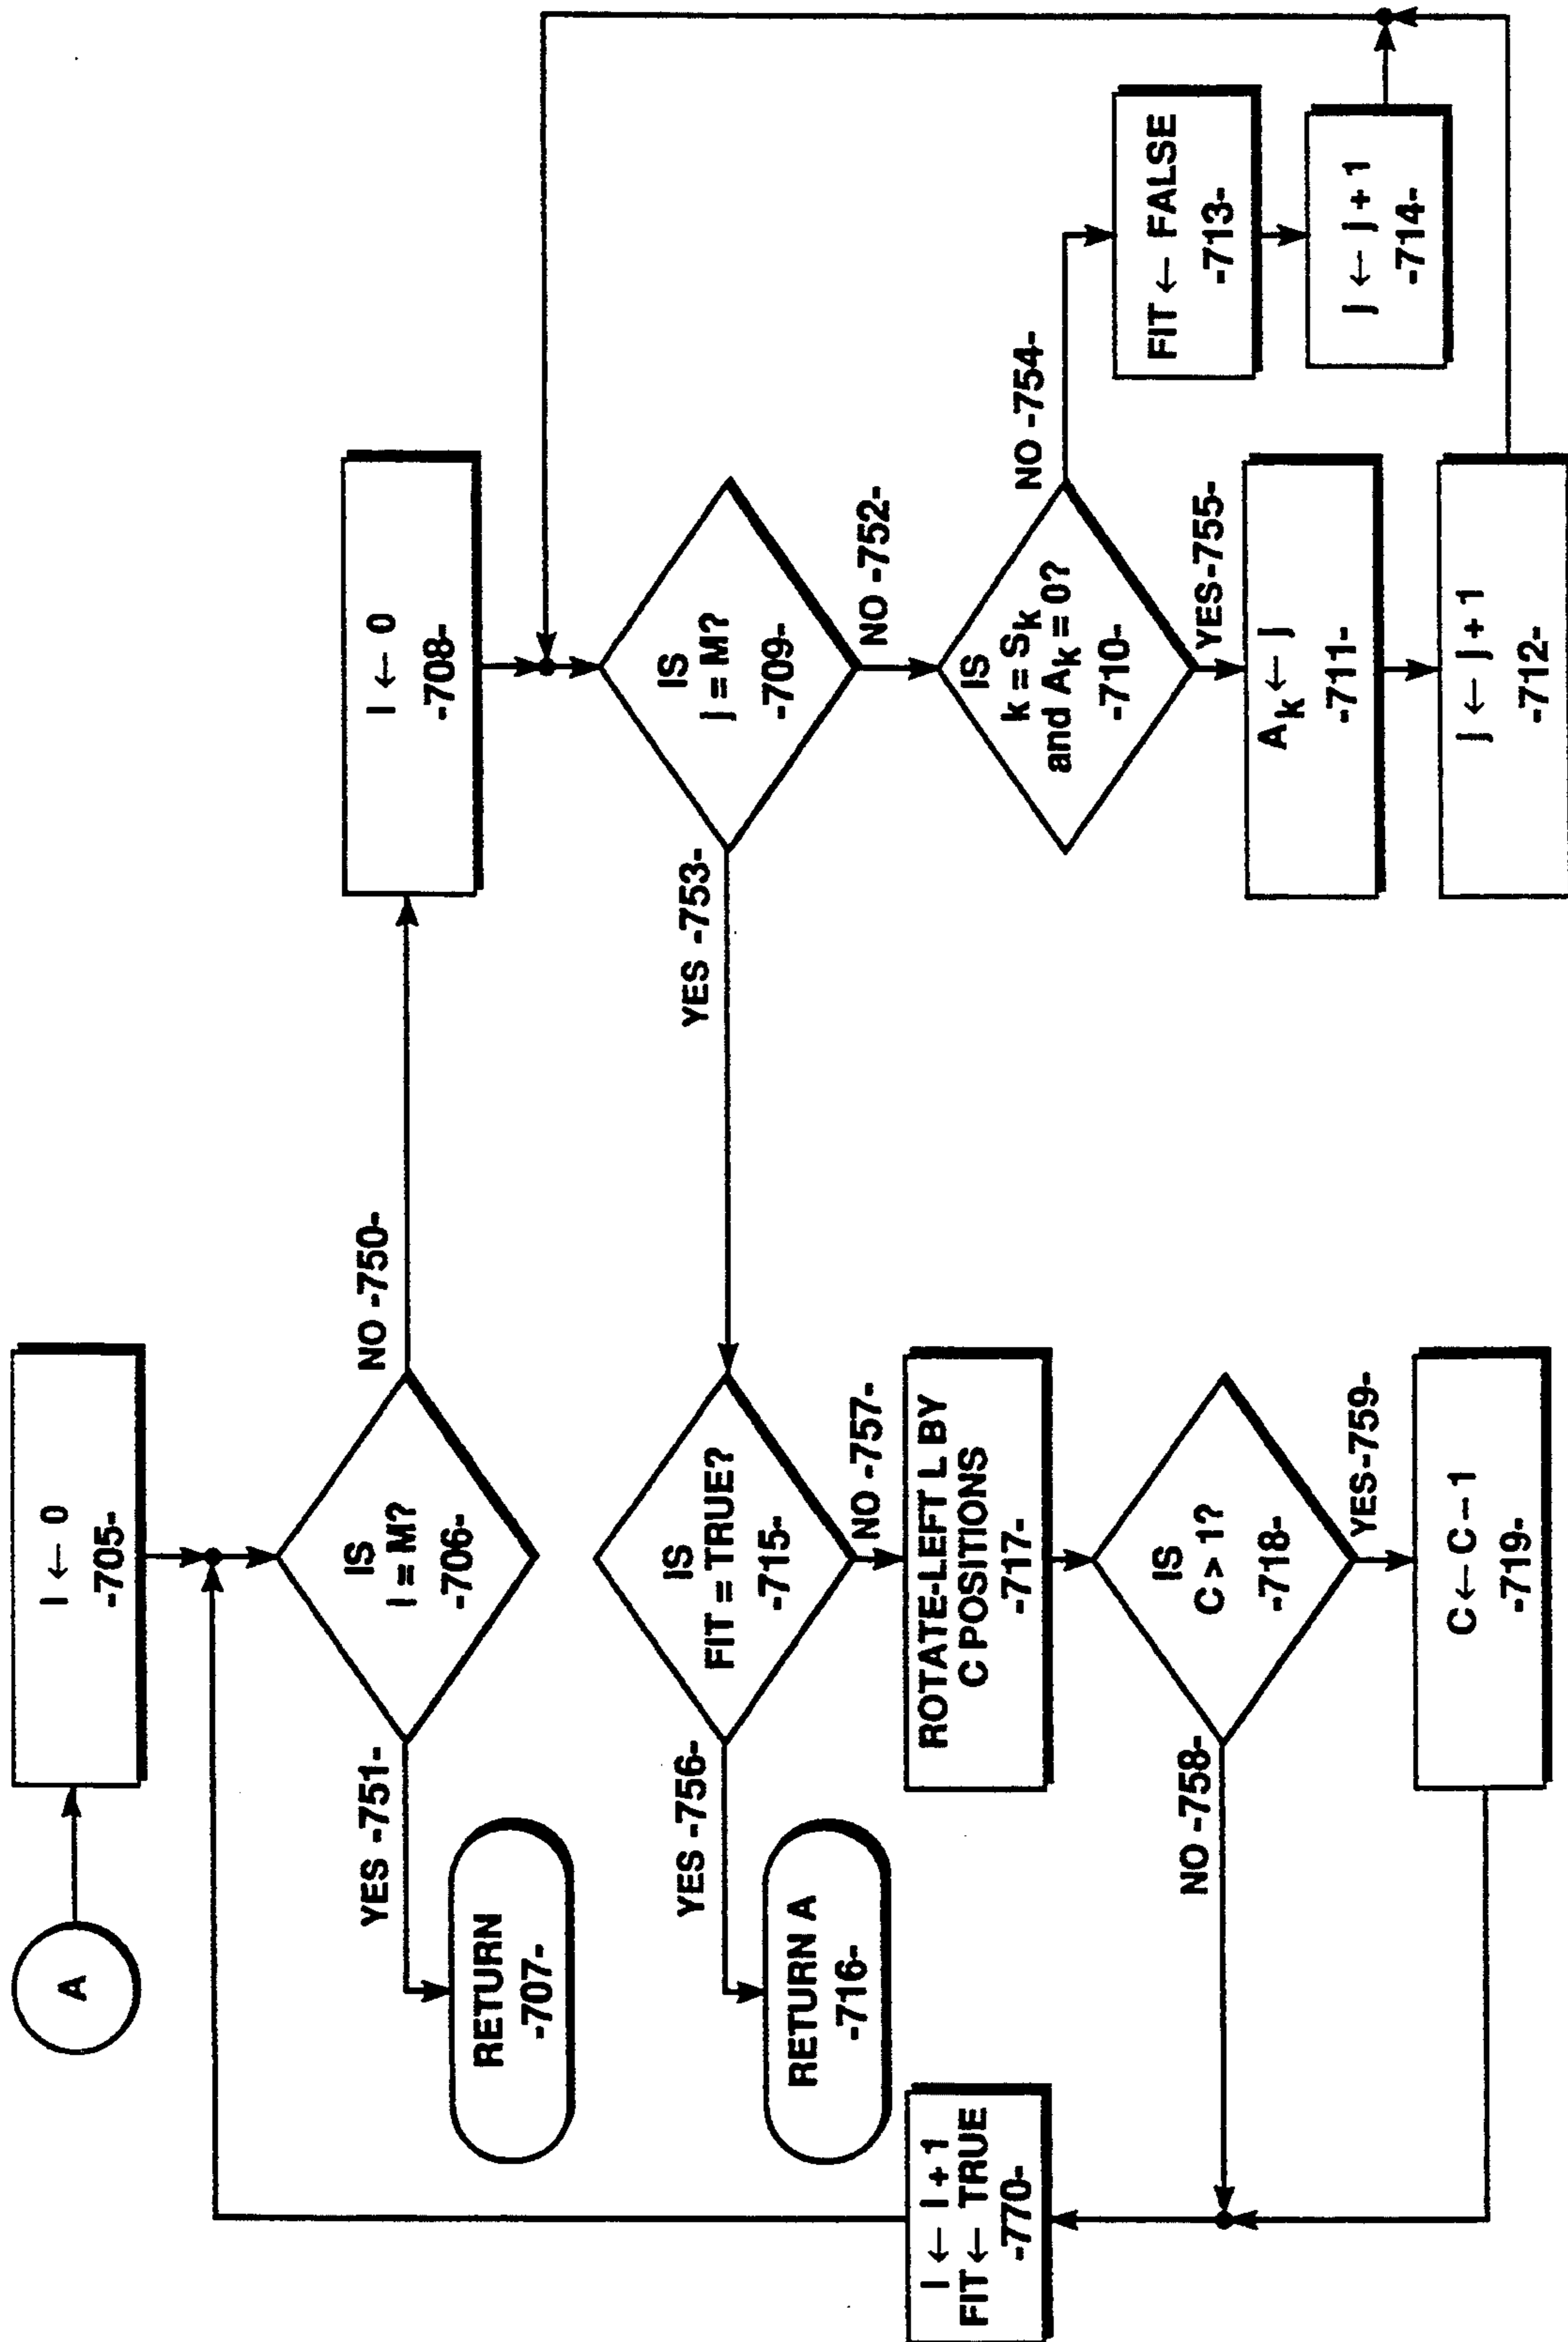 A
I ← 0
-705-
IS
I = M?
-706-
YES -751-
NO -750-
RETURN
-707-
I ← 0
-708-
IS
j = M?
-709-
YES -753-
NO -752-
IS
k = Sk
and Ak = 0?
-710-
NO -754-
YES-755-
FIT ← FALSE
-713-
j ← j + 1
-714-
Ak ← j
-711-
j ← j + 1
-712-
IS
FIT = TRUE?
-715-
YES -756-
NO -757-
RETURN A
-716-
ROTATE-LEFT L BY
C POSITIONS
-717-
IS
C > 1?
-718-
NO -758-
YES-759-
C ← C – 1
-719-
I ← I + 1
FIT ← TRUE
-770-